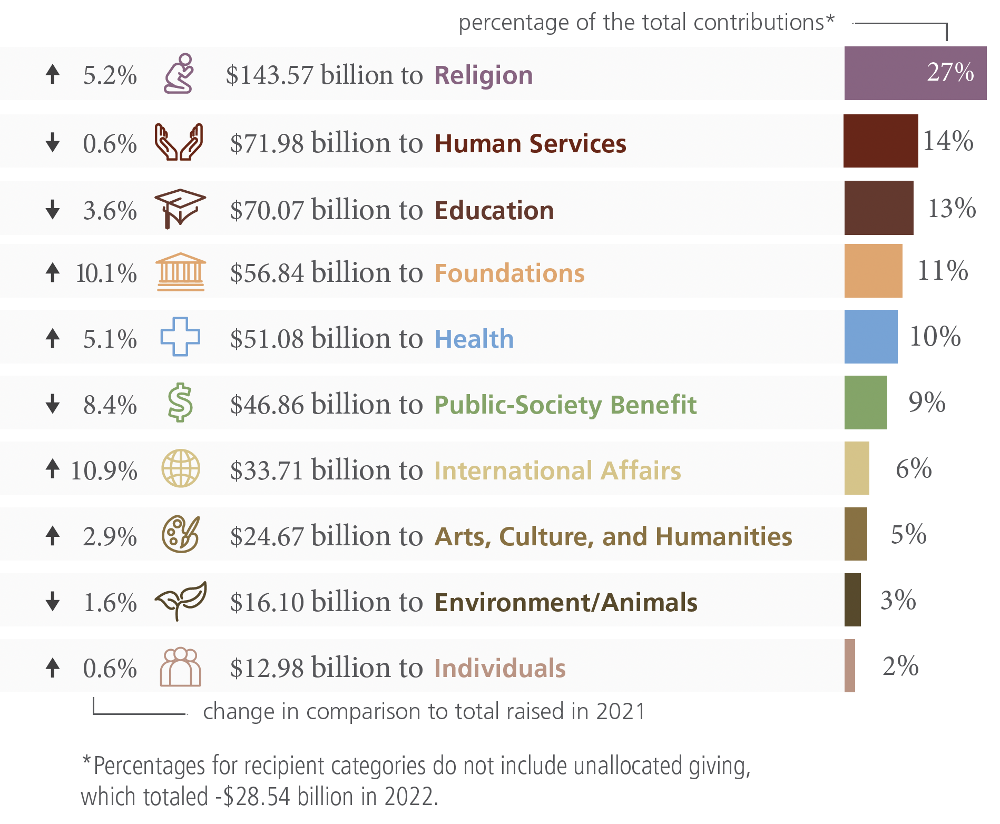 percentage of the total contributions*
5.2% $143.57 billion to Religion 27%
0.6% $71.98 billion to Human Services 14%
3.6% $70.07 billion to Education 13%
10.1% $56.84 billion to Foundations 11%
5.1% $51.08 billion to Health 10%
8.4% $46.86 billion to Public-Society Benefit 9%
10.9% $33.71 billion to International Affairs 6%
2.9% $24.67 billion to Arts, Culture, and Humanities 5%
1.6% $16.10 billion to Environment/Animals 3%
0.6% $12.98 billion to Individuals 2%
change in comparison to total raised in 2021
*Percentages for recipient categories do not include unallocated giving,
which totaled -$28.54 billion in 2022.